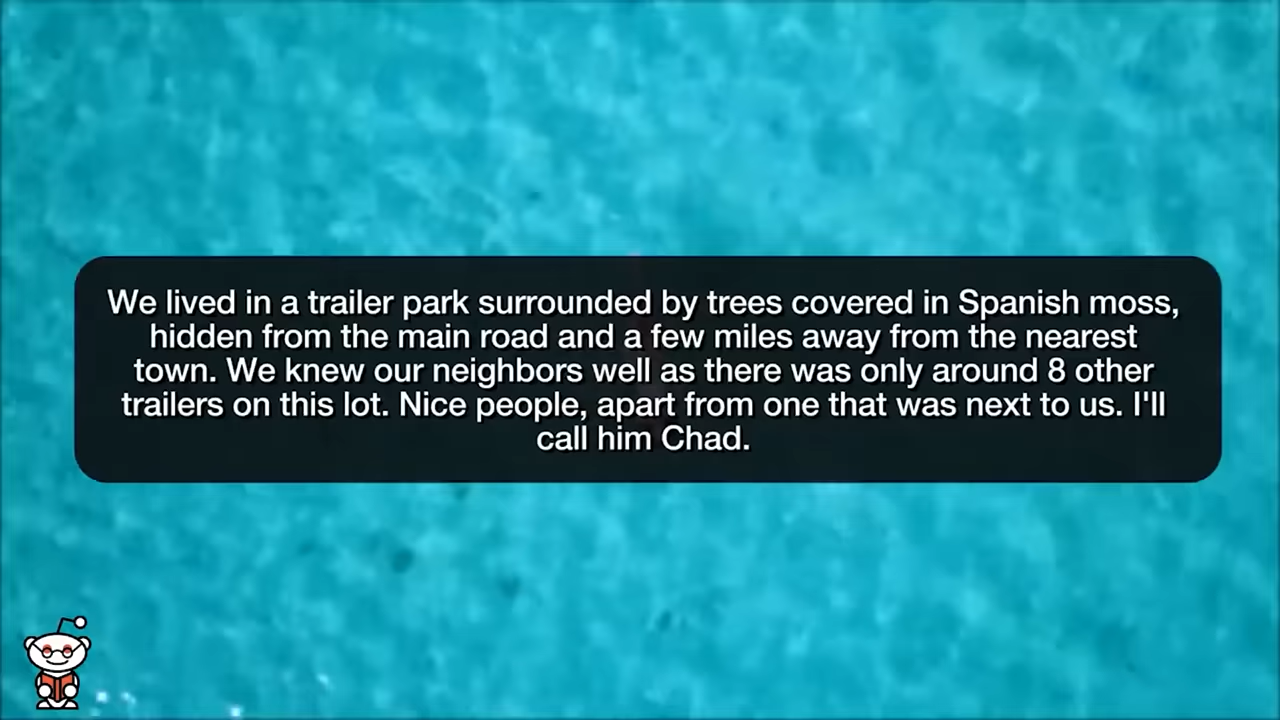 We lived in a trailer park surrounded by trees covered in Spanish moss,
hidden from the main road and a few miles away from the nearest
town. We knew our neighbors well as there was only around 8 other
trailers on this lot. Nice people, apart from one that was next to us. I'll
call him Chad.